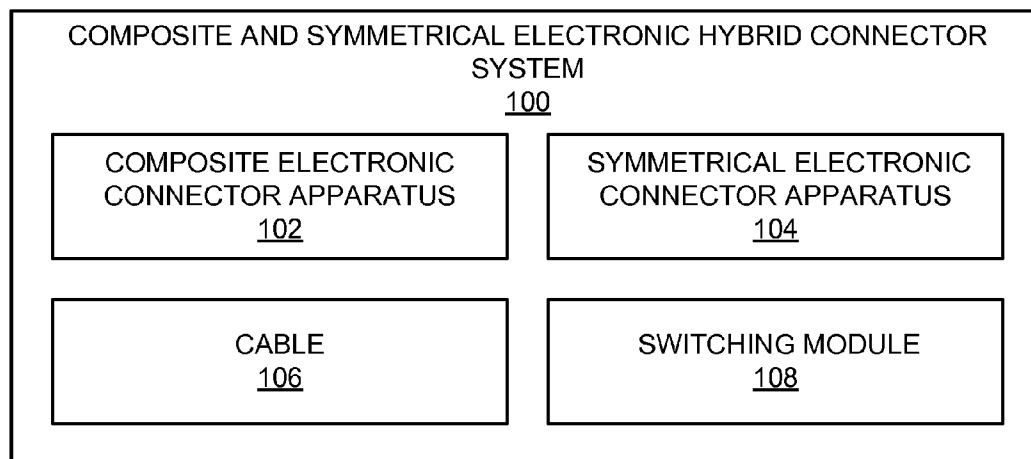 COMPOSITE AND SYMMETRICAL ELECTRONIC HYBRID CONNECTOR
SYSTEM
100
COMPOSITE ELECTRONIC
CONNECTOR APPARATUS
102
SYMMETRICAL ELECTRONIC
CONNECTOR APPARATUS
104
CABLE
106
SWITCHING MODULE
108